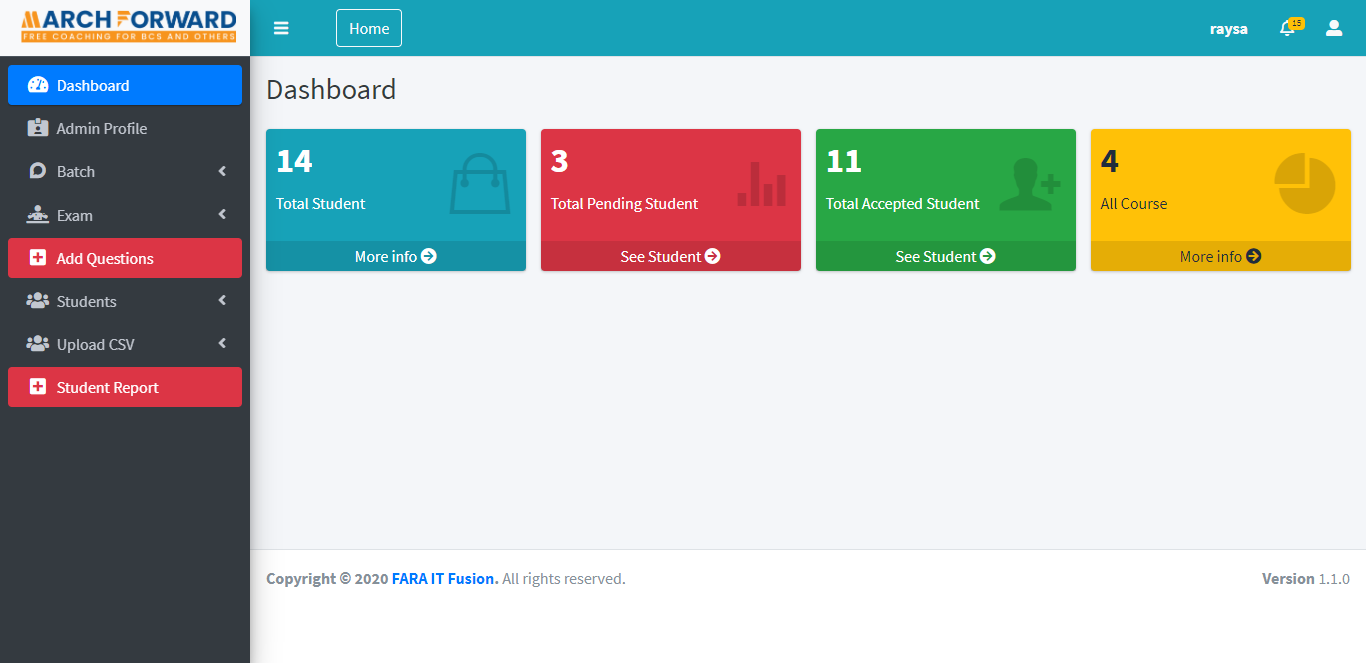 MARCH FORWARD
FREE COACHING FOR BCS AND OTHERS
Home
raysa
15
Dashboard
Admin Profile
Batch
Exam
Add Questions
Students
Upload CSV
Student Report
Dashboard
14
Total Student
More info
3
Total Pending Student
See Student
11
Total Accepted Student
See Student
4
All Course
More info
Copyright © 2020 FARA IT Fusion. All rights reserved.
Version 1.1.0